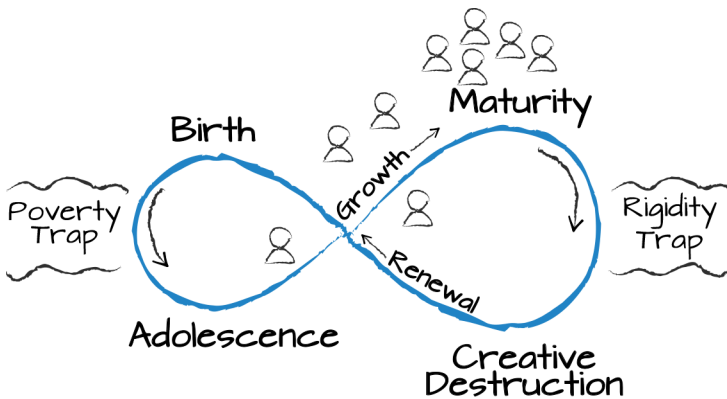 Maturity
Birth
Growth
Poverty
Trap
Rigidity
Trap
Renewal
Adolescence
Creative
Destruction